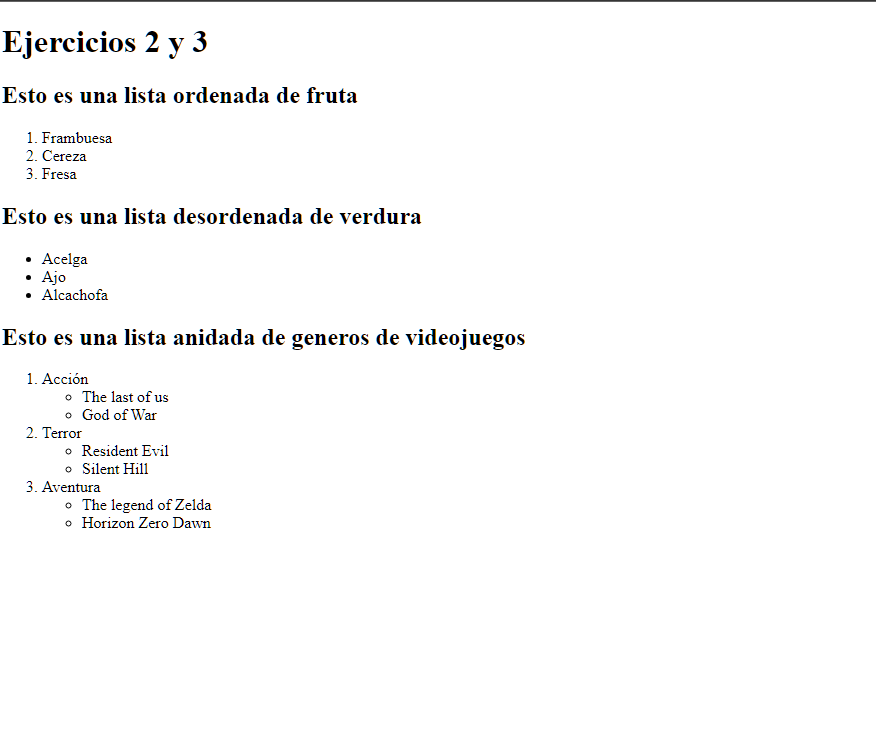 Ejercicios 2 y 3
Esto es una lista ordenada de fruta
1. Frambuesa
2. Cereza
3. Fresa
Esto es una lista desordenada de verdura
• Acelga
• Ajo
• Alcachofa
Esto es una lista anidada de generos de videojuegos
1. Acción
◦ The last of us
◦ God of War
2. Terror
◦ Resident Evil
◦ Silent Hill
3. Aventura
◦ The legend of Zelda
◦ Horizon Zero Dawn